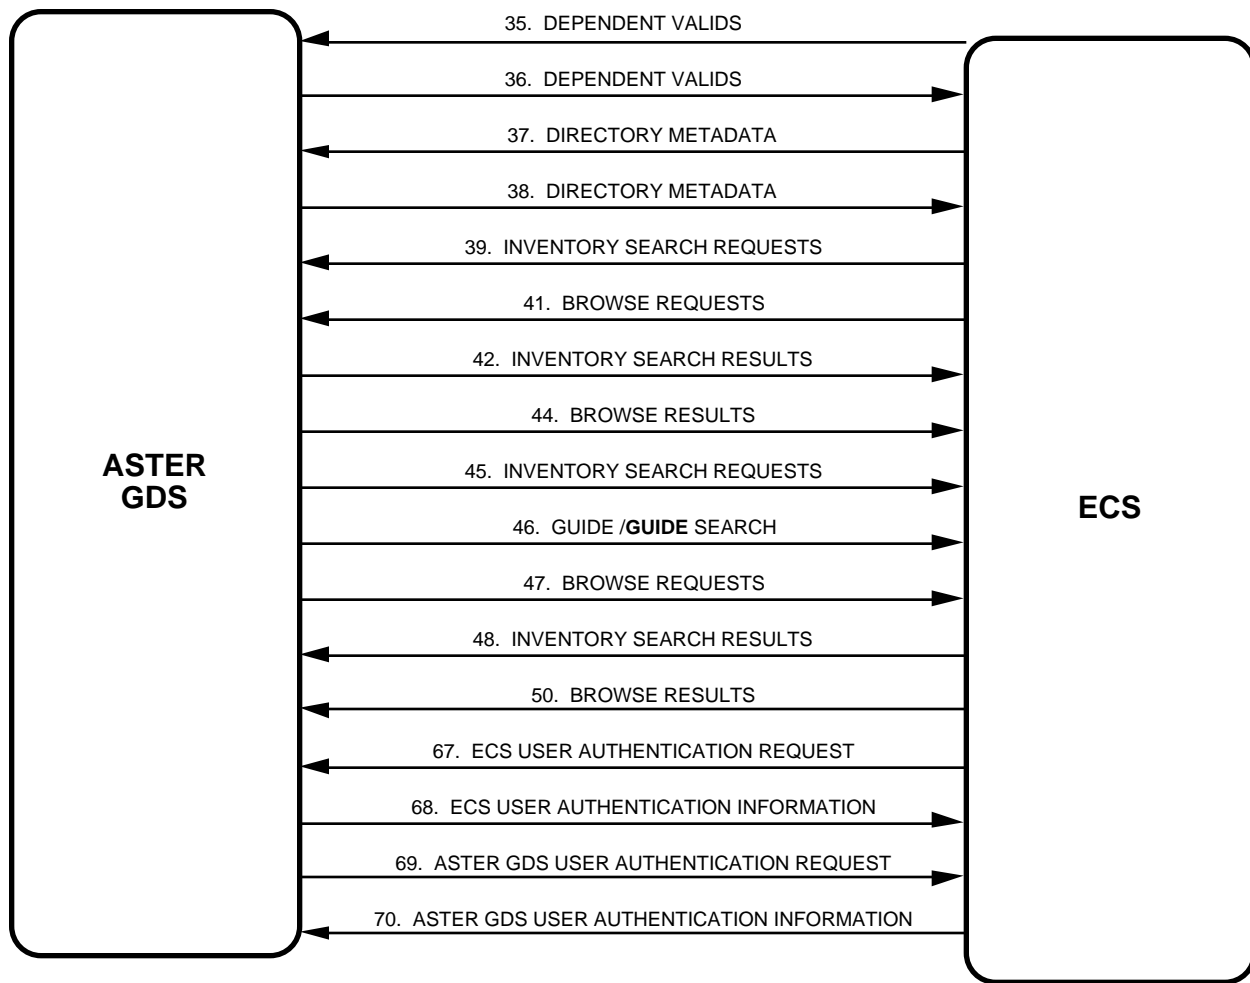 35. DEPENDENT VALIDS
36. DEPENDENT VALIDS
37. DIRECTORY METADATA
38. DIRECTORY METADATA
39. INVENTORY SEARCH REQUESTS
41. BROWSE REQUESTS
42. INVENTORY SEARCH RESULTS
44. BROWSE RESULTS
ASTER
GDS
45. INVENTORY SEARCH REQUESTS
46. GUIDE /GUIDE SEARCH
ECS
47. BROWSE REQUESTS
48. INVENTORY SEARCH RESULTS
50. BROWSE RESULTS
67. ECS USER AUTHENTICATION REQUEST
68. ECS USER AUTHENTICATION INFORMATION
69. ASTER GDS USER AUTHENTICATION REQUEST
70. ASTER GDS USER AUTHENTICATION INFORMATION